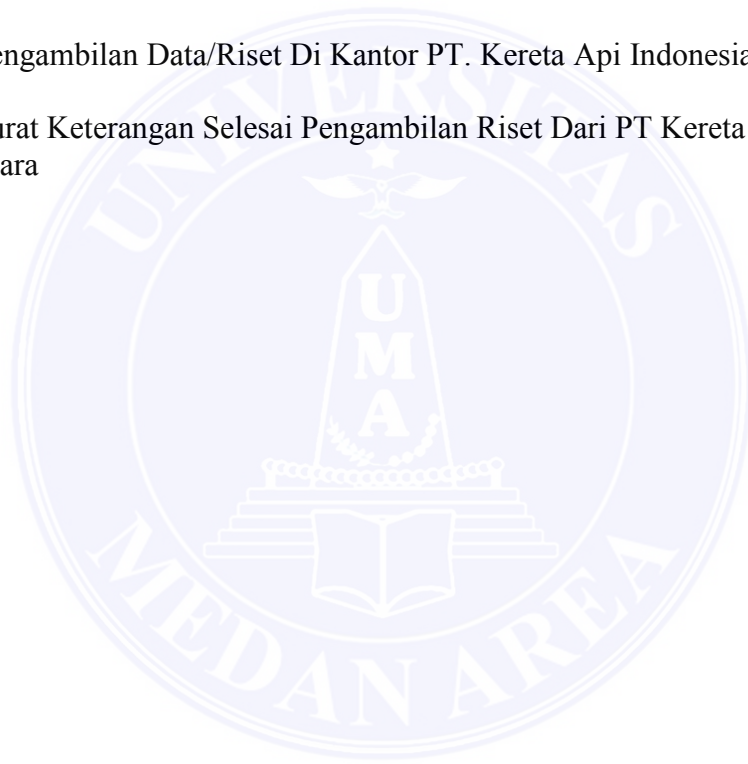 engambilan Data/Riset Di Kantor PT. Kereta Api Indonesia
urat Keterangan Selesai Pengambilan Riset Dari PT Kereta
ara
UNIVERSITAS
UMA
MEDAN AREA